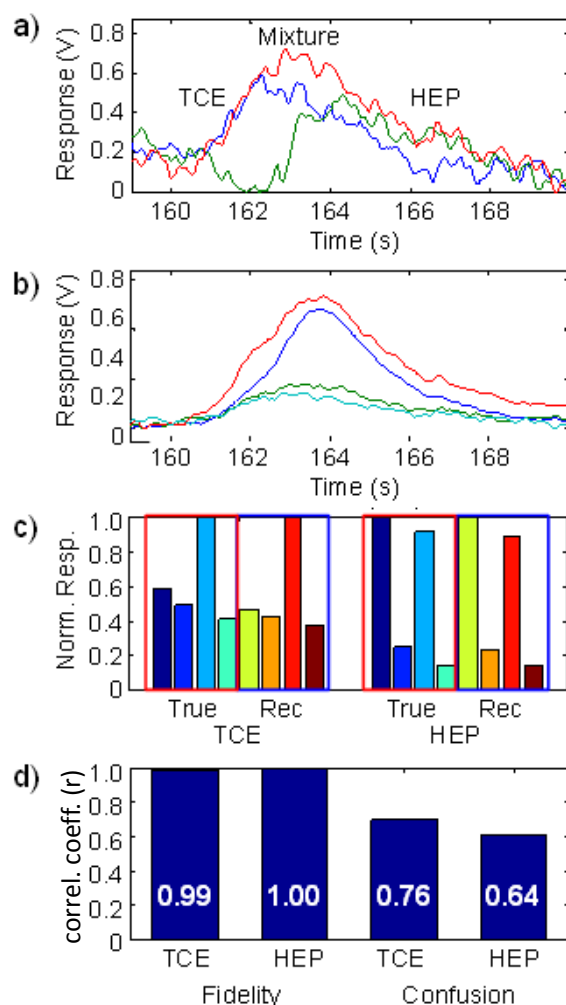 a)
Response (V)
0.8
0.6
0.4
0.2
0
Mixture
TCE
HEP
160 162 164 166 168
Time (s)
b)
Response (V)
0.8
0.6
0.4
0.2
0
160 162 164 166 168
Time (s)
c)
Norm. Resp.
1.0
0.8
0.6
0.4
0.2
0
True Rec True Rec
TCE HEP
d)
correl. coeff. (r)
1.0
0.8
0.6
0.4
0.2
0
0.99 1.00 0.76 0.64
TCE HEP TCE HEP
Fidelity Confusion